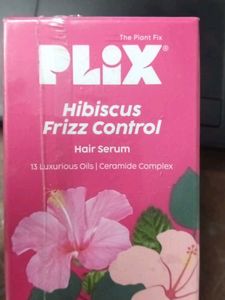 The Plant Fix
PLiX®
Hibiscus
Frizz Control
Hair Serum
13 Luxurious Oils | Ceramide Complex